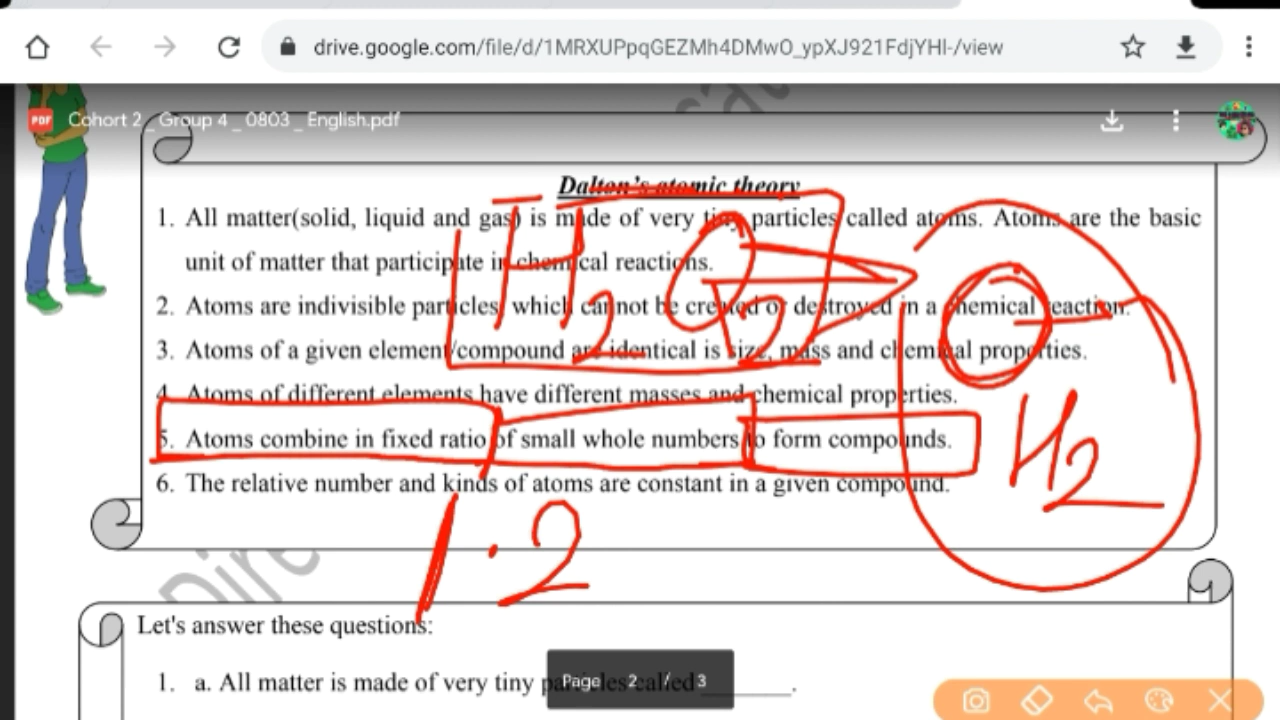 drive.google.com/file/d/1MRXUPpqGEZMh4DMwO_ypXJ921FdjYHI-/view
PDF Cohort 2 _ Group 4 _ 0803 _ English.pdf
Dalton's atomic theory
1. All matter(solid, liquid and gas) is made of very tiny particles called atoms. Atoms are the basic
unit of matter that participate in chemical reactions.
2. Atoms are indivisible particles, which cannot be created or destroyed in a chemical reaction.
3. Atoms of a given element/compound are identical is size, mass and chemical properties.
4. Atoms of different elements have different masses and chemical properties.
5. Atoms combine in fixed ratio of small whole numbers to form compounds.
6. The relative number and kinds of atoms are constant in a given compound.
H2
O
H2
1:2
Let's answer these questions:
1. a. All matter is made of very tiny particles called ________.
Page 2 / 3